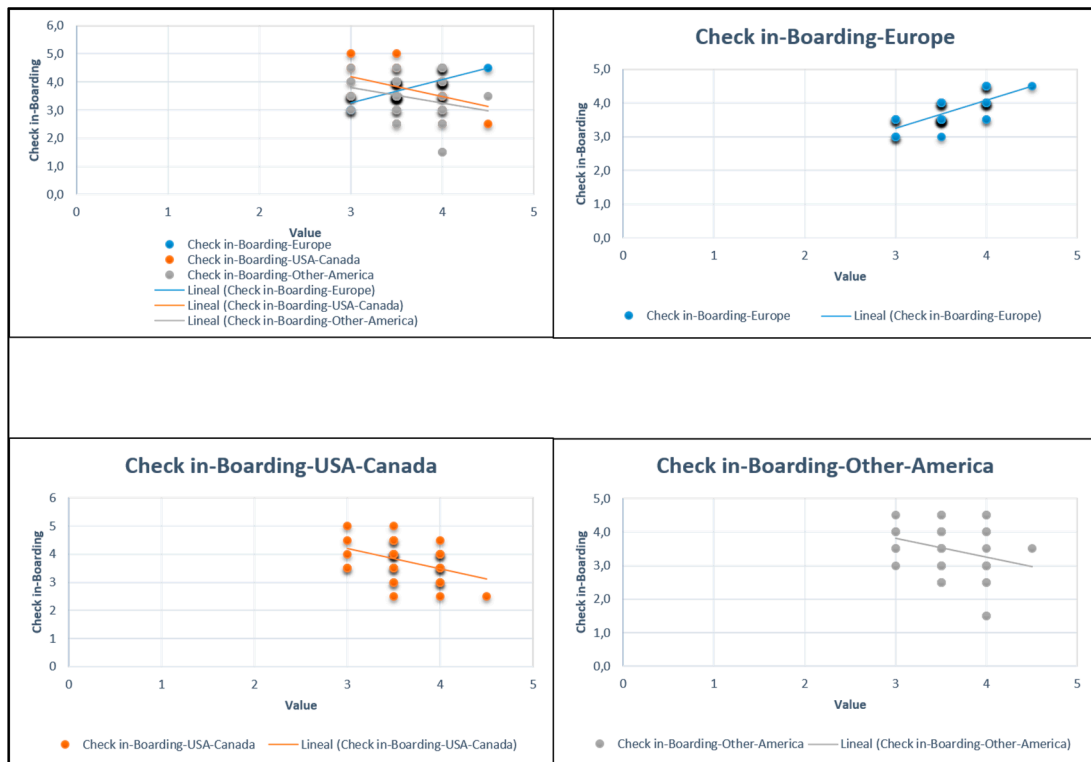 6,0
5,0
4,0
3,0
2,0
1,0
0,0
Check in-Boarding
0 1 2 3 4 5
Value
Check in-Boarding-Europe
Check in-Boarding-USA-Canada
Check in-Boarding-Other-America
Lineal (Check in-Boarding-Europe)
Lineal (Check in-Boarding-USA-Canada)
Lineal (Check in-Boarding-Other-America)
Check in-Boarding-Europe
5,0
4,0
3,0
2,0
1,0
0,0
Check in-Boarding
0 1 2 3 4 5
Value
Check in-Boarding-Europe Lineal (Check in-Boarding-Europe)
Check in-Boarding-USA-Canada
6
5
4
3
2
1
0
Check in-Boarding
0 1 2 3 4 5
Value
Check in-Boarding-USA-Canada Lineal (Check in-Boarding-USA-Canada)
Check in-Boarding-Other-America
5,0
4,0
3,0
2,0
1,0
0,0
Check in-Boarding
0 1 2 3 4 5
Value
Check in-Boarding-Other-America Lineal (Check in-Boarding-Other-America)